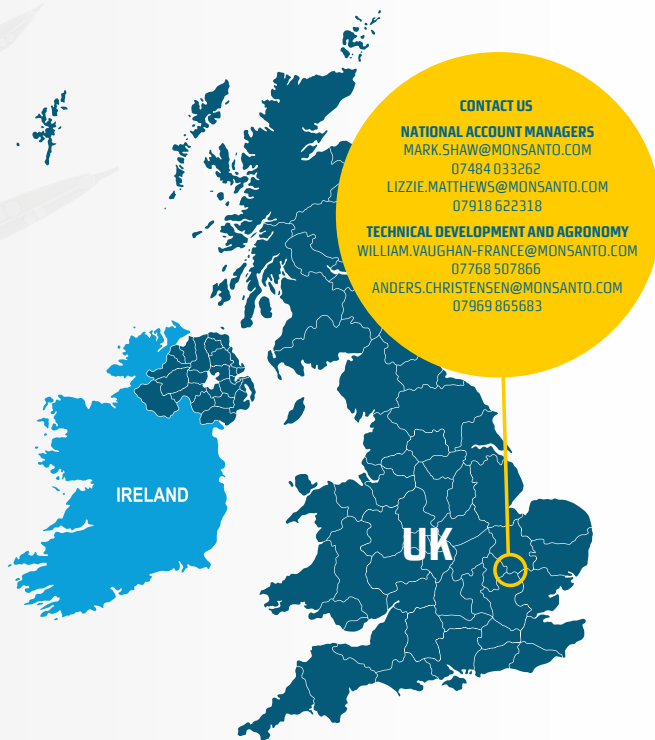 CONTACT US
NATIONAL ACCOUNT MANAGERS
MARK.SHAW@MONSANTO.COM
07484 033262
LIZZIE.MATTHEWS@MONSANTO.COM
07918 622318
TECHNICAL DEVELOPMENT AND AGRONOMY
WILLIAM.VAUGHAN-FRANCE@MONSANTO.COM
07768 507866
ANDERS.CHRISTENSEN@MONSANTO.COM
07969 865683
IRELAND
UK